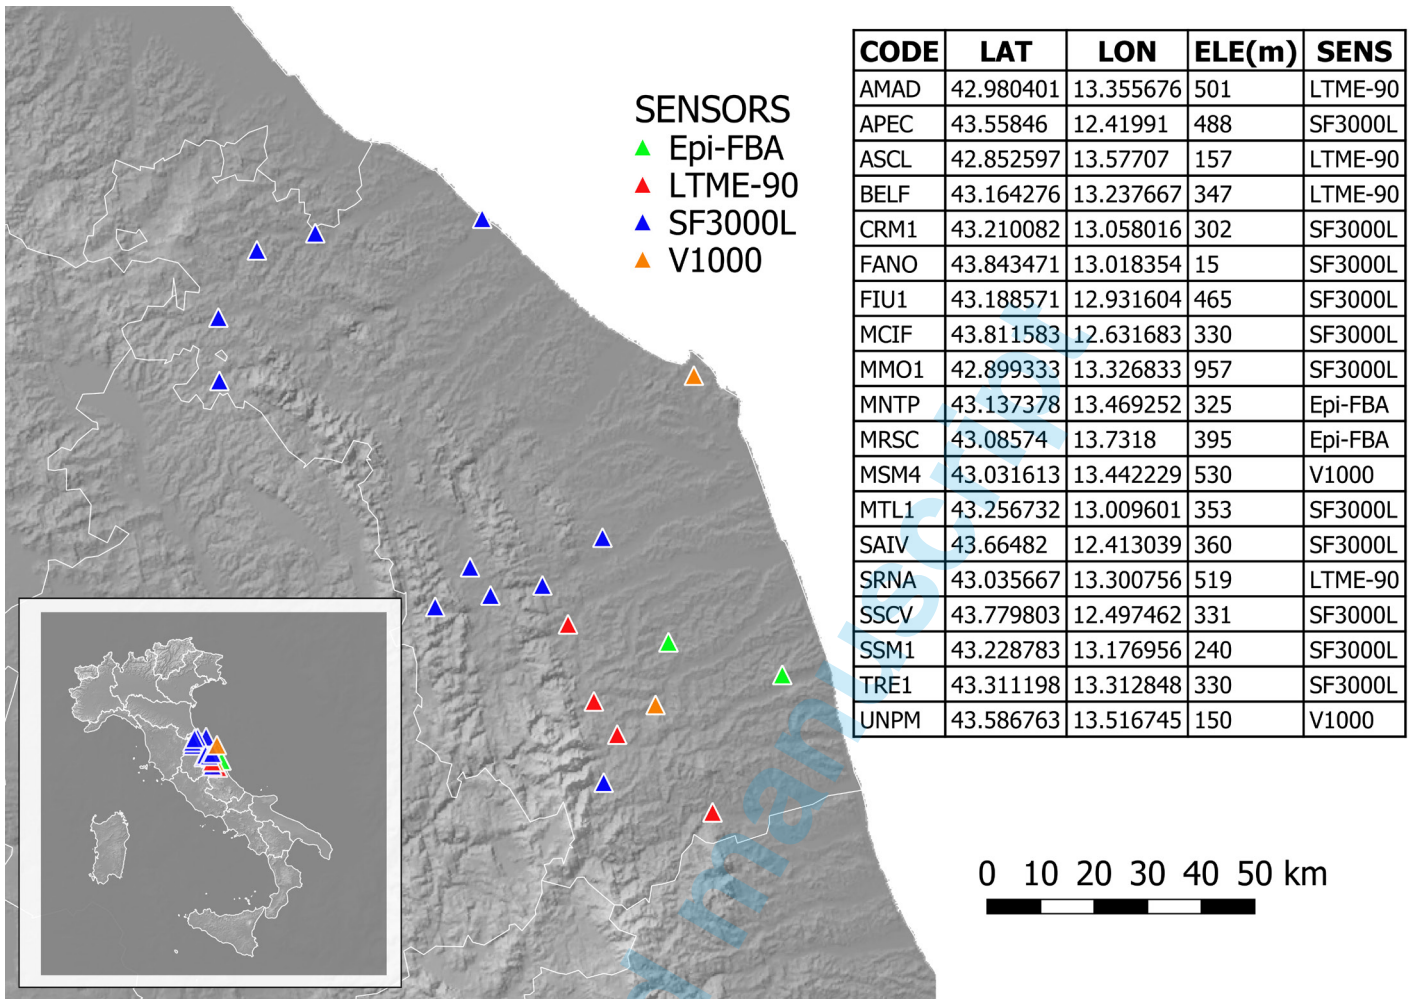 SENSORS
Epi-FBA
LTME-90
SF3000L
V1000
CODE LAT LON ELE(m) SENS
AMAD 42.980401 13.355676 501 LTME-90
APEC 43.55846 12.41991 488 SF3000L
ASCL 42.852597 13.57707 157 LTME-90
BELF 43.164276 13.237667 347 LTME-90
CRM1 43.210082 13.058016 302 SF3000L
FANO 43.843471 13.018354 15 SF3000L
FIU1 43.188571 12.931604 465 SF3000L
MCIF 43.811583 12.631683 330 SF3000L
MMO1 42.899333 13.326833 957 SF3000L
MNTP 43.137378 13.469252 325 Epi-FBA
MRSC 43.08574 13.7318 395 Epi-FBA
MSM4 43.031613 13.442229 530 V1000
MTL1 43.256732 13.009601 353 SF3000L
SAIV 43.66482 12.413039 360 SF3000L
SRNA 43.035667 13.300756 519 LTME-90
SSCV 43.779803 12.497462 331 SF3000L
SSM1 43.228783 13.176956 240 SF3000L
TRE1 43.311198 13.312848 330 SF3000L
UNPM 43.586763 13.516745 150 V1000
0 10 20 30 40 50 km
manuscript